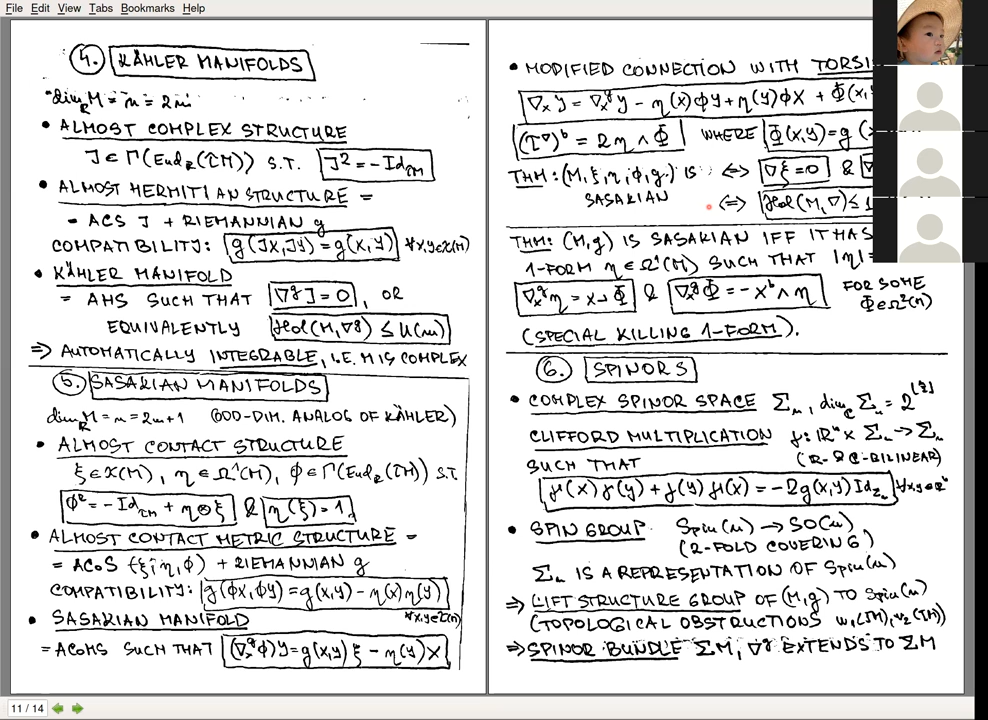 File Edit View Tabs Bookmarks Help
4. KÄHLER MANIFOLDS
dim_ℝ M = n = 2m
• ALMOST COMPLEX STRUCTURE
J ∈ Γ(End_ℝ(TM)) S.T. J² = -Id_TM
• ALMOST HERMITIAN STRUCTURE =
- ACS J + RIEMANNIAN g
COMPATIBILITY: g(JX,JY) = g(X,Y) ∀X,Y∈𝔛(M)
• KÄHLER MANIFOLD
= AHS SUCH THAT ∇^g J = 0, OR
EQUIVALENTLY Hol(M,∇^g) ≤ U(m)
⇒ AUTOMATICALLY INTEGRABLE, I.E. M IS COMPLEX
5. SASAKIAN MANIFOLDS
dim_ℝ M = n = 2m+1 (ODD-DIM. ANALOG OF KÄHLER)
• ALMOST CONTACT STRUCTURE
ξ ∈ 𝔛(M), η ∈ Ω¹(M), ϕ ∈ Γ(End_ℝ(TM)) S.T.
ϕ² = -Id_TM + η⊗ξ & η(ξ) = 1
• ALMOST CONTACT METRIC STRUCTURE =
= ACoS (ξ,η,ϕ) + RIEMANNIAN g
COMPATIBILITY: g(ϕX,ϕY) = g(X,Y) - η(X)η(Y)
∀X,Y∈𝔛(M)
• SASAKIAN MANIFOLD
= ACoMS SUCH THAT (∇^g_X ϕ)Y = g(X,Y)ξ - η(Y)X
• MODIFIED CONNECTION WITH TORSI
∇_X Y = ∇^g_X Y - η(X)ϕY + η(Y)ϕX + Φ(X,Y
(T^∇)^♭ = 2η ∧ Φ WHERE Φ(X,Y) = g(
THM: (M,ξ,η,ϕ,g) IS ⇔ ∇ξ=0 &
SASAKIAN ⇔ Hol(M,∇) ≤
THM: (M,g) IS SASAKIAN IFF IT HAS
1-FORM η ∈ Ω¹(M) SUCH THAT |η| =
∇^g_X η = X⌟Φ & ∇^g_X Φ = -X^♭ ∧ η FOR SOME
Φ∈Ω²(M)
(SPECIAL KILLING 1-FORM).
6. SPINORS
• COMPLEX SPINOR SPACE Σ_n, dim_ℂ Σ_n = 2^[n/2]
CLIFFORD MULTIPLICATION γ: ℝⁿ × Σ_n → Σ_n
SUCH THAT (ℝ-&ℂ-BILINEAR)
γ(X)γ(Y) + γ(Y)γ(X) = -2g(X,Y)Id_Σn ∀X,Y∈ℝⁿ
• SPIN GROUP Spin(n) → SO(n)
(2-FOLD COVERING)
Σ_n IS A REPRESENTATION OF Spin(n)
⇒ LIFT STRUCTURE GROUP OF (M,g) TO Spin(n)
(TOPOLOGICAL OBSTRUCTIONS w₁(TM), w₂(TM))
⇒ SPINOR BUNDLE ΣM, ∇^g EXTENDS TO ΣM
11 / 14